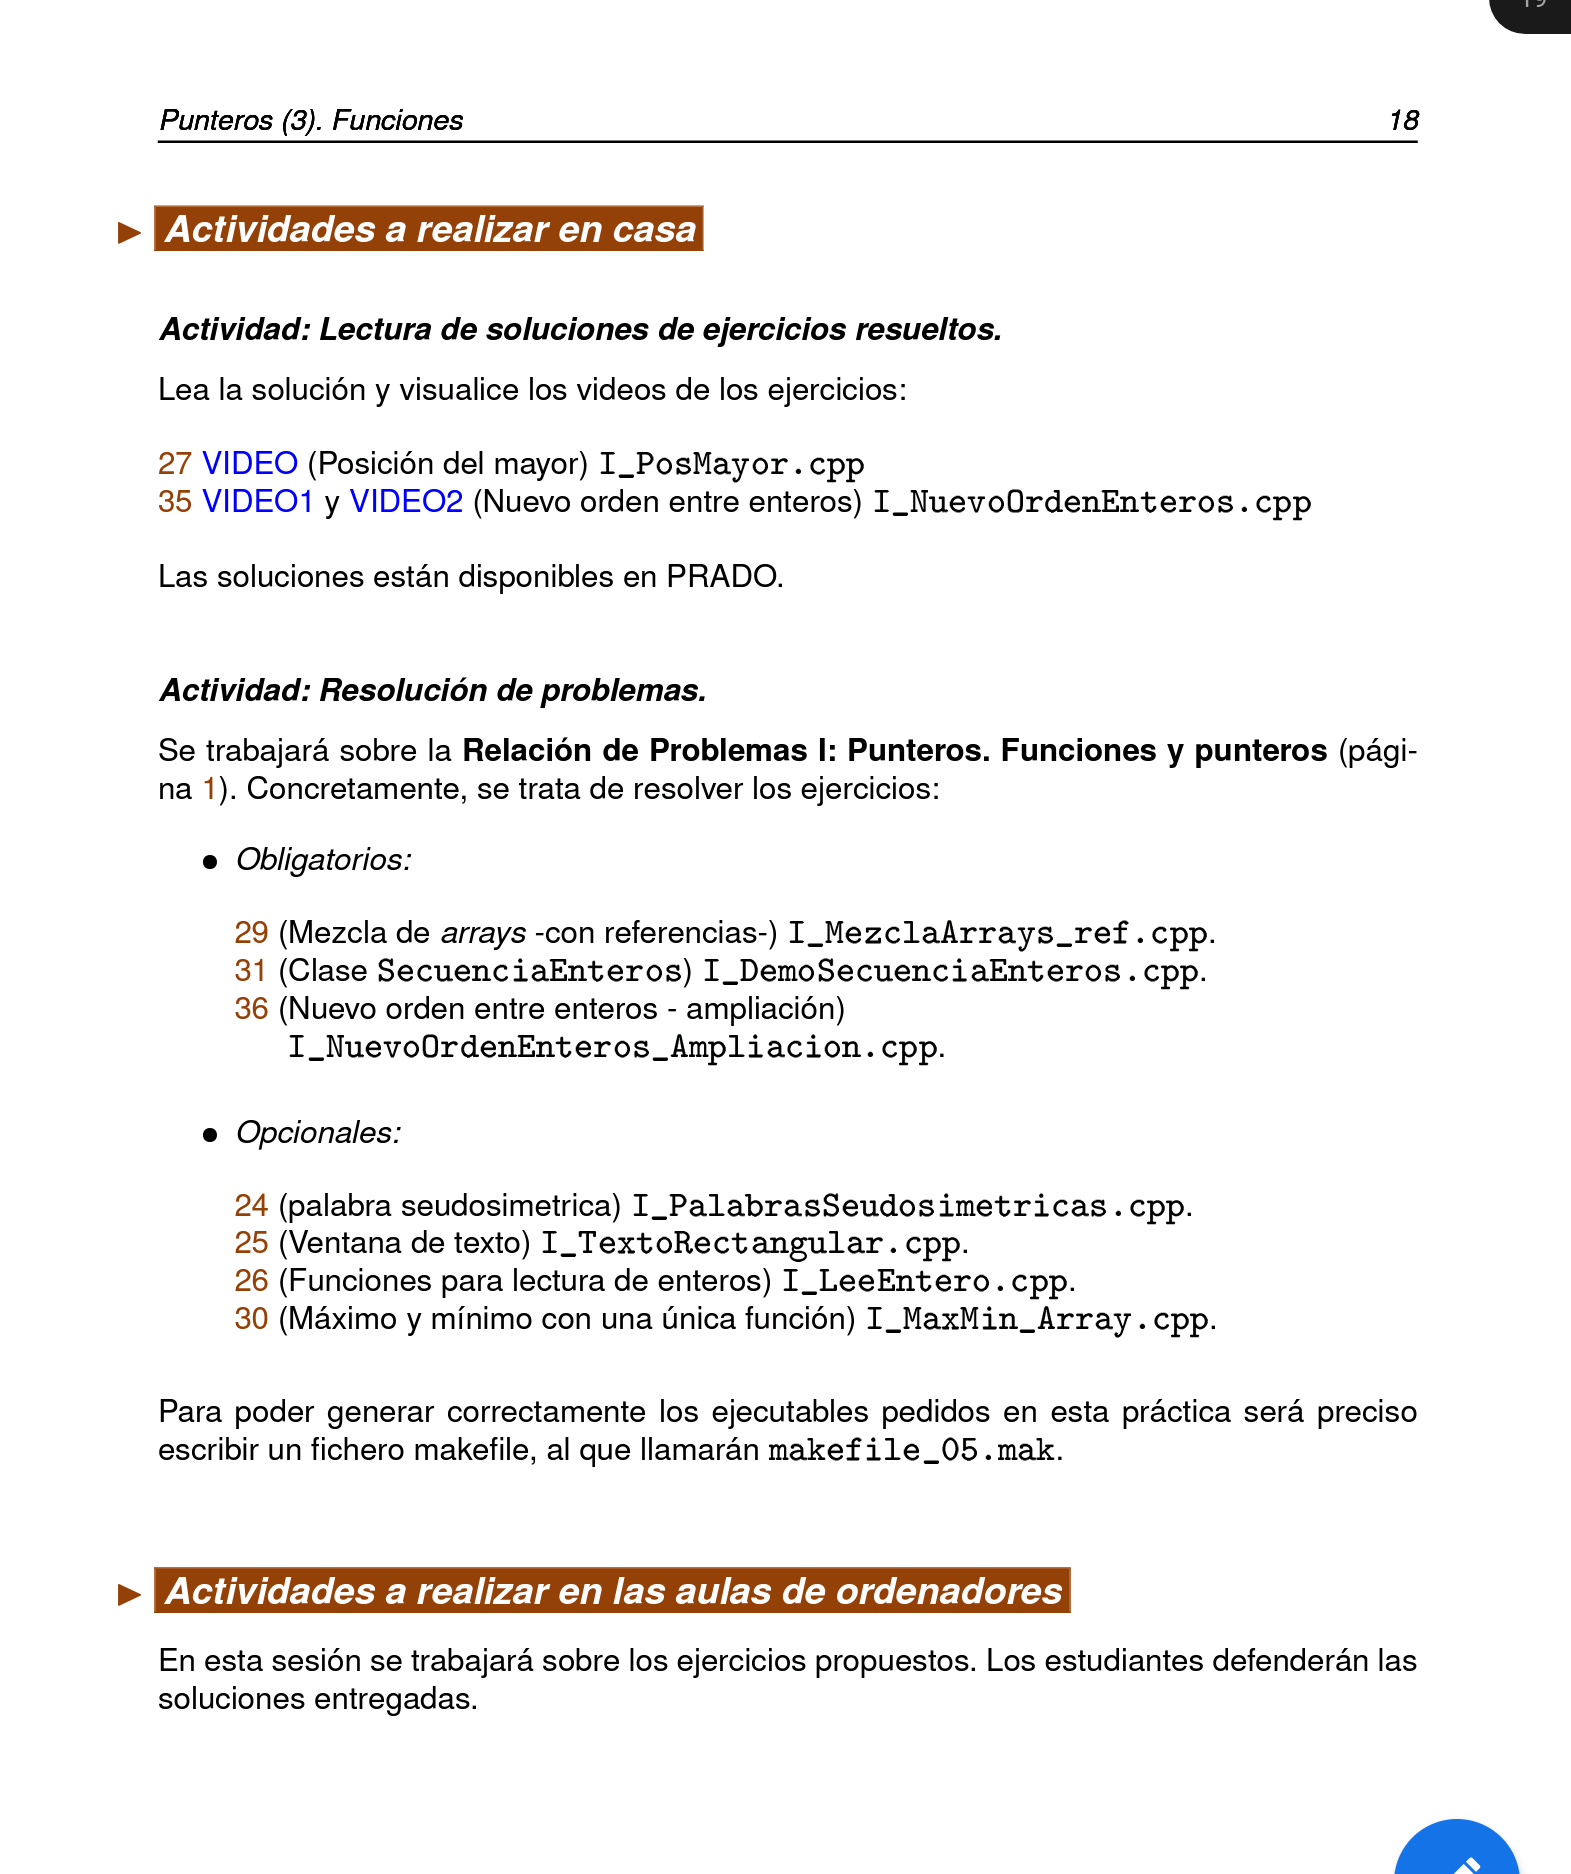 19
Punteros (3). Funciones 18
Actividades a realizar en casa
Actividad: Lectura de soluciones de ejercicios resueltos.
Lea la solución y visualice los videos de los ejercicios:
27 VIDEO (Posición del mayor) I_PosMayor.cpp
35 VIDEO1 y VIDEO2 (Nuevo orden entre enteros) I_NuevoOrdenEnteros.cpp
Las soluciones están disponibles en PRADO.
Actividad: Resolución de problemas.
Se trabajará sobre la Relación de Problemas I: Punteros. Funciones y punteros (pági-
na 1). Concretamente, se trata de resolver los ejercicios:
● Obligatorios:
29 (Mezcla de arrays -con referencias-) I_MezclaArrays_ref.cpp.
31 (Clase SecuenciaEnteros) I_DemoSecuenciaEnteros.cpp.
36 (Nuevo orden entre enteros - ampliación)
I_NuevoOrdenEnteros_Ampliacion.cpp.
● Opcionales:
24 (palabra seudosimetrica) I_PalabrasSeudosimetricas.cpp.
25 (Ventana de texto) I_TextoRectangular.cpp.
26 (Funciones para lectura de enteros) I_LeeEntero.cpp.
30 (Máximo y mínimo con una única función) I_MaxMin_Array.cpp.
Para poder generar correctamente los ejecutables pedidos en esta práctica será preciso
escribir un fichero makefile, al que llamarán makefile_05.mak.
Actividades a realizar en las aulas de ordenadores
En esta sesión se trabajará sobre los ejercicios propuestos. Los estudiantes defenderán las
soluciones entregadas.